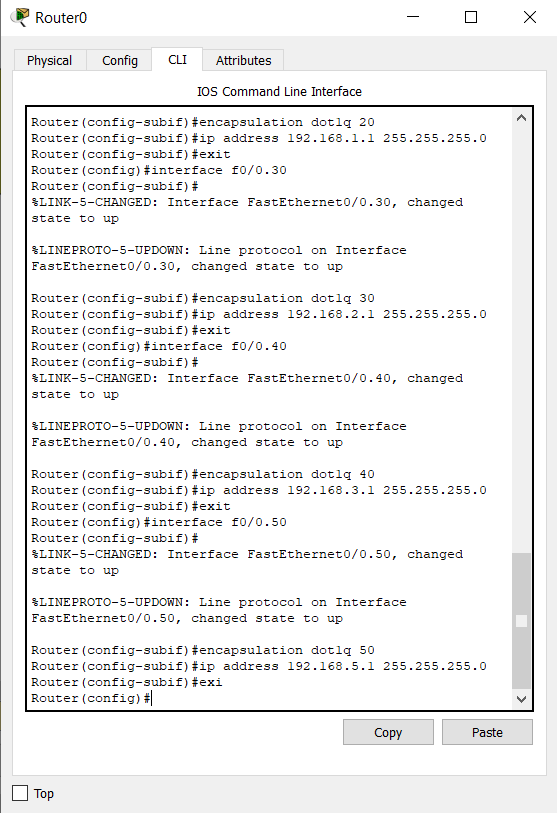 Router0
Physical Config CLI Attributes
IOS Command Line Interface
Router(config-subif)#encapsulation dot1q 20
Router(config-subif)#ip address 192.168.1.1 255.255.255.0
Router(config-subif)#exit
Router(config)#interface f0/0.30
Router(config-subif)#
%LINK-5-CHANGED: Interface FastEthernet0/0.30, changed
state to up
%LINEPROTO-5-UPDOWN: Line protocol on Interface
FastEthernet0/0.30, changed state to up
Router(config-subif)#encapsulation dot1q 30
Router(config-subif)#ip address 192.168.2.1 255.255.255.0
Router(config-subif)#exit
Router(config)#interface f0/0.40
Router(config-subif)#
%LINK-5-CHANGED: Interface FastEthernet0/0.40, changed
state to up
%LINEPROTO-5-UPDOWN: Line protocol on Interface
FastEthernet0/0.40, changed state to up
Router(config-subif)#encapsulation dot1q 40
Router(config-subif)#ip address 192.168.3.1 255.255.255.0
Router(config-subif)#exit
Router(config)#interface f0/0.50
Router(config-subif)#
%LINK-5-CHANGED: Interface FastEthernet0/0.50, changed
state to up
%LINEPROTO-5-UPDOWN: Line protocol on Interface
FastEthernet0/0.50, changed state to up
Router(config-subif)#encapsulation dot1q 50
Router(config-subif)#ip address 192.168.5.1 255.255.255.0
Router(config-subif)#exi
Router(config)#
Copy Paste
Top